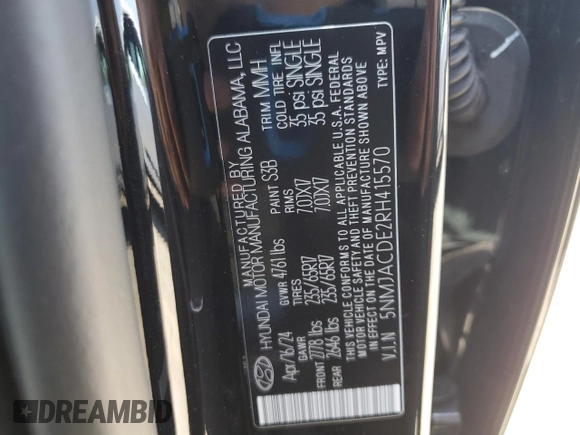 MANUFACTURED BY
HYUNDAI MOTOR MANUFACTURING ALABAMA, LLC
Apr/16/24 GVWR 4761 lbs PAINT S3B TRIM MMH
GAWR TIRES RIMS COLD TIRE INFL
FRONT 2778 lbs 235/65R17 7.0JX17 35 psi SINGLE
REAR 2646 lbs 235/65R17 7.0JX17 35 psi SINGLE
THIS VEHICLE CONFORMS TO ALL APPLICABLE U.S.A. FEDERAL
MOTOR VEHICLE SAFETY AND THEFT PREVENTION STANDARDS
IN EFFECT ON THE DATE OF MANUFACTURE SHOWN ABOVE
V.I.N 5NMJACDE2RH415570 TYPE: MPV
DREAMBID